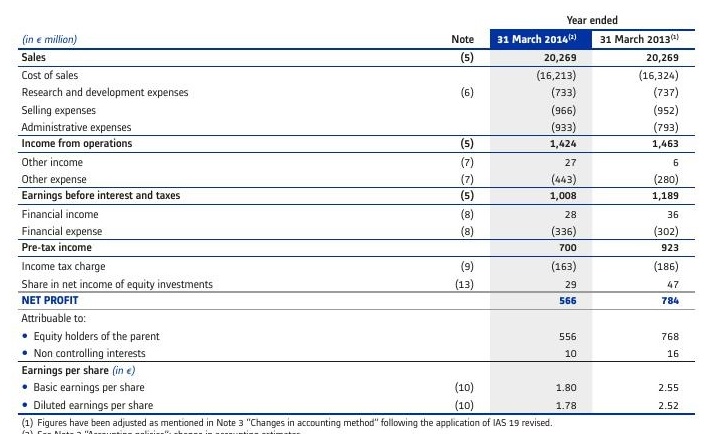 Year ended
(in € million) Note 31 March 2014(2) 31 March 2013(1)
Sales (5) 20,269 20,269
Cost of sales (16,213) (16,324)
Research and development expenses (6) (733) (737)
Selling expenses (966) (952)
Administrative expenses (933) (793)
Income from operations (5) 1,424 1,463
Other income (7) 27 6
Other expense (7) (443) (280)
Earnings before interest and taxes (5) 1,008 1,189
Financial income (8) 28 36
Financial expense (8) (336) (302)
Pre-tax income 700 923
Income tax charge (9) (163) (186)
Share in net income of equity investments (13) 29 47
NET PROFIT 566 784
Attributable to:
• Equity holders of the parent 556 768
• Non controlling interests 10 16
Earnings per share (in €)
• Basic earnings per share (10) 1.80 2.55
• Diluted earnings per share (10) 1.78 2.52
(1) Figures have been adjusted as mentioned in Note 3 "Changes in accounting method" following the application of IAS 19 revised.